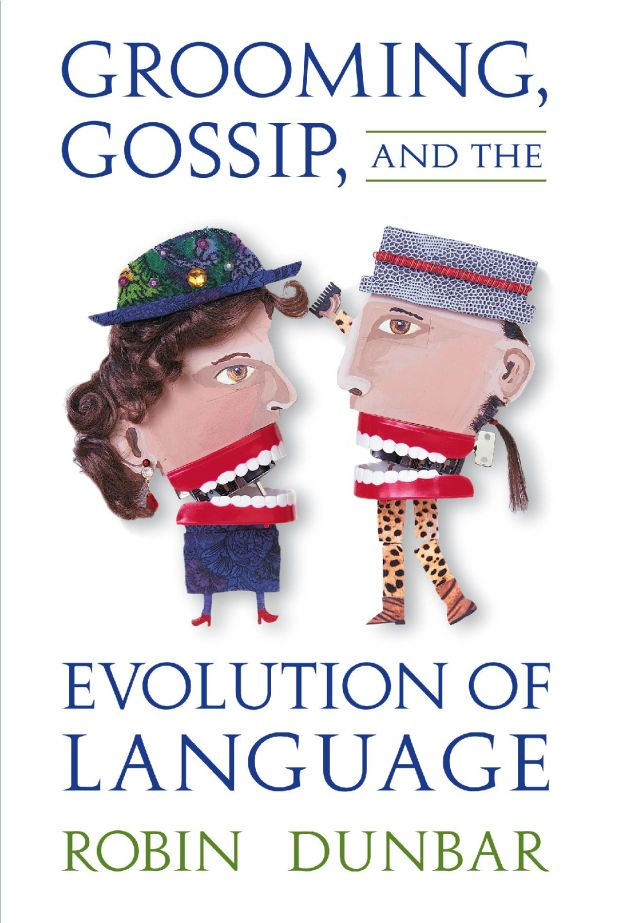 GROOMING,
GOSSIP, AND THE
EVOLUTION OF
LANGUAGE
ROBIN DUNBAR